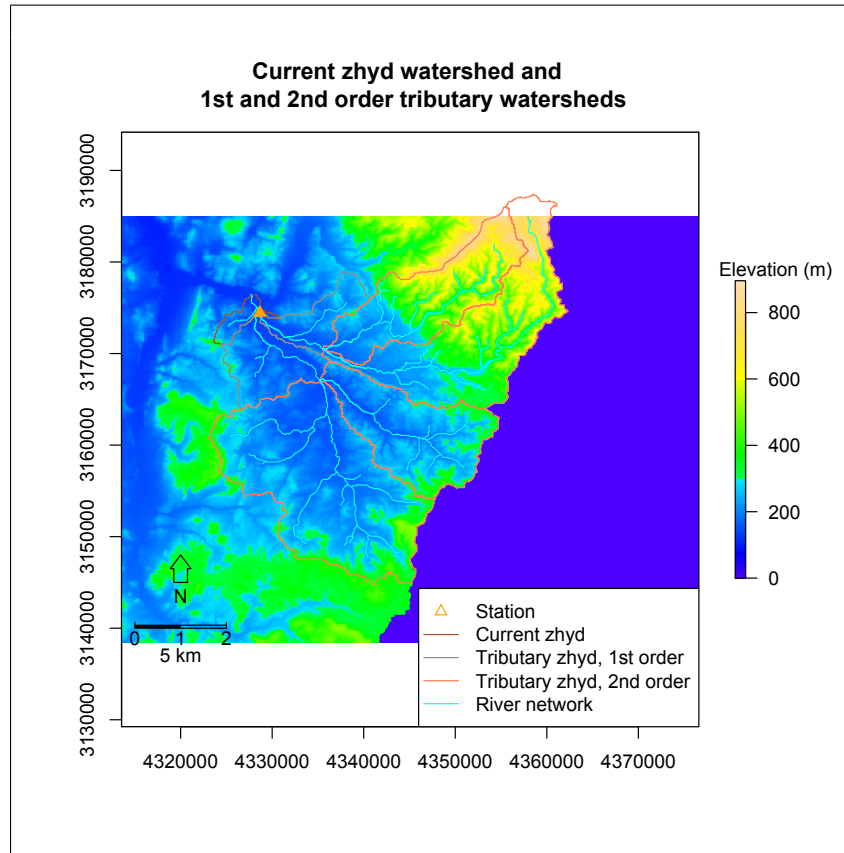 Current zhyd watershed and
1st and 2nd order tributary watersheds
3190000
3180000
3170000
3160000
3150000
3140000
3130000
4320000 4330000 4340000 4350000 4360000 4370000
Elevation (m)
800
600
400
200
0
N
0 1 2
5 km
Station
Current zhyd
Tributary zhyd, 1st order
Tributary zhyd, 2nd order
River network